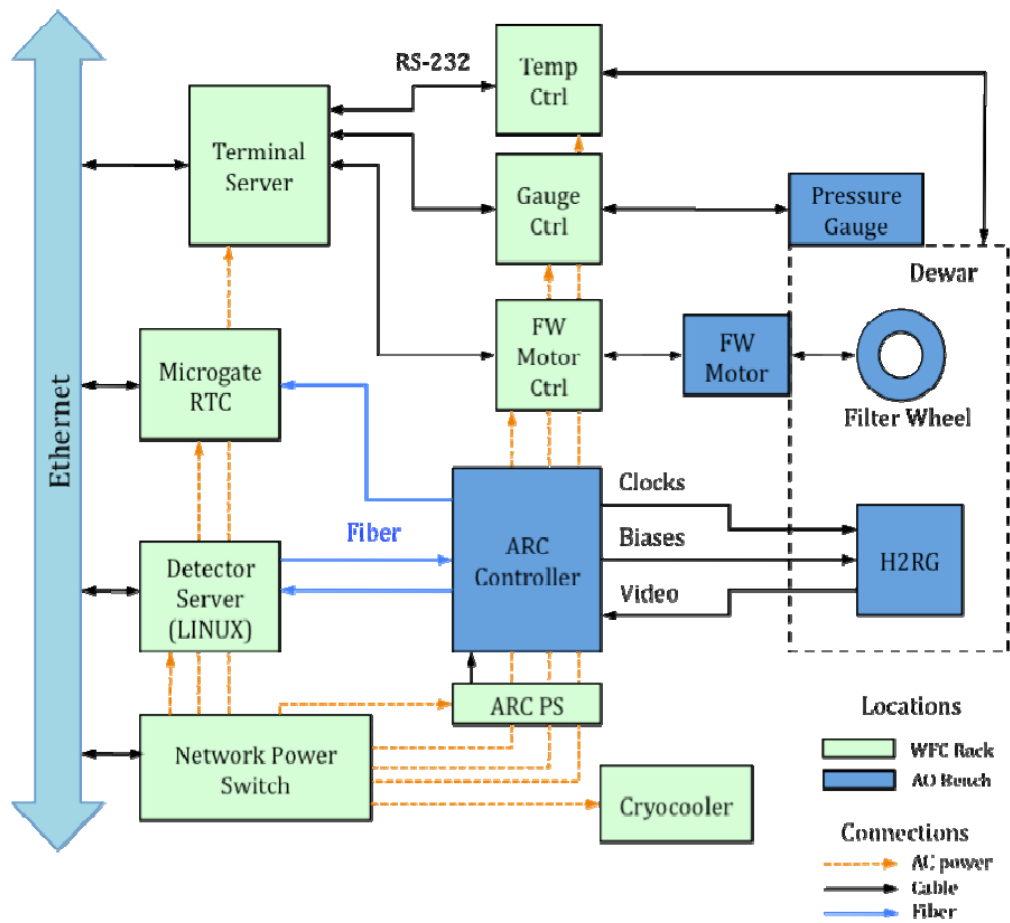 RS-232
Temp
Ctrl
Terminal
Server
Gauge
Ctrl
Pressure
Gauge
Dewar
Microgate
RTC
FW
Motor
Ctrl
FW
Motor
Filter Wheel
Ethernet
Fiber
Detector
Server
(LINUX)
ARC
Controller
Clocks
Biases
Video
H2RG
ARC PS
Network Power
Switch
Cryocooler
Locations
WFC Rack
AO Bench
Connections
AC power
Cable
Fiber